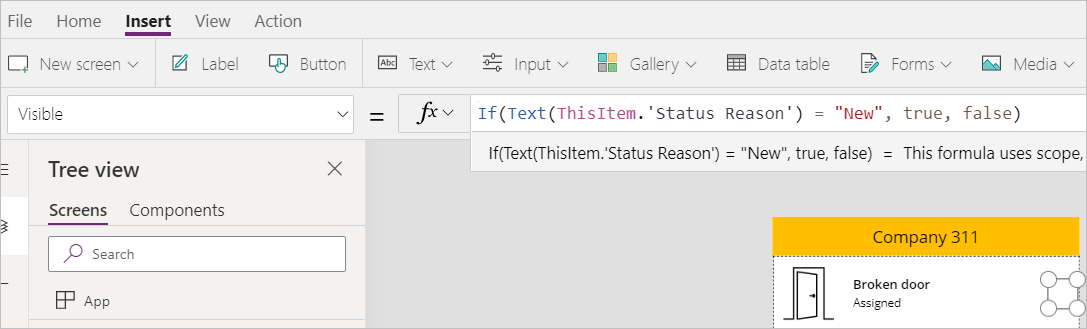 File Home Insert View Action
New screen Label Button Abc Text Input Gallery Data table Forms Media
Visible = fx If(Text(ThisItem.'Status Reason') = "New", true, false)
If(Text(ThisItem.'Status Reason') = "New", true, false) = This formula uses scope,
Tree view
Screens Components
Search
App
Company 311
Broken door
Assigned